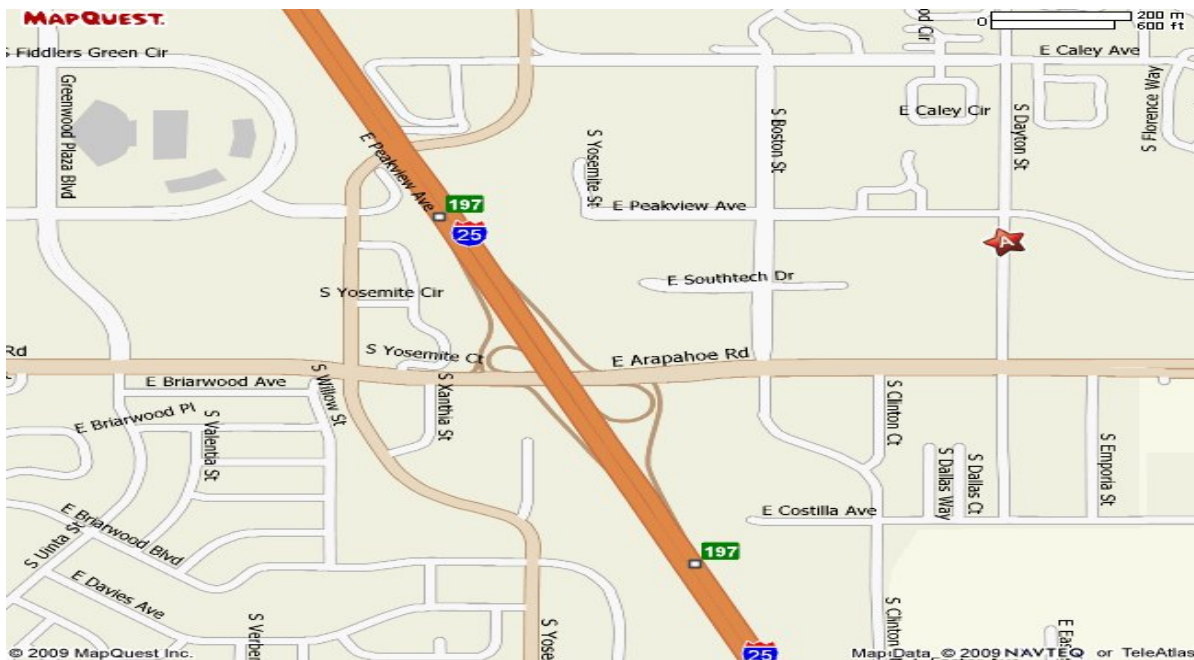 MAPQUEST.
0 200 m
600 ft
S Fiddlers Green Cir
E Caley Ave
Greenwood Plaza Blvd
E Peakview Ave
S Yosemite St
S Boston St
E Caley Cir
S Dayton St
S Florence Way
197
25
E Peakview Ave
A
S Yosemite Cir
E Southtech Dr
Rd
S Yosemite Ct
E Arapahoe Rd
E Briarwood Ave
S Willow St
S Xanthia St
S Clinton Ct
E Briarwood Pl
S Valentia St
S Dallas Way
S Dallas Ct
S Emporia St
E Costilla Ave
S Uinta St
E Briarwood Blvd
197
E Davies Ave
S Clinton
25
© 2009 MapQuest Inc.
Map Data © 2009 NAVTEQ or TeleAtlas